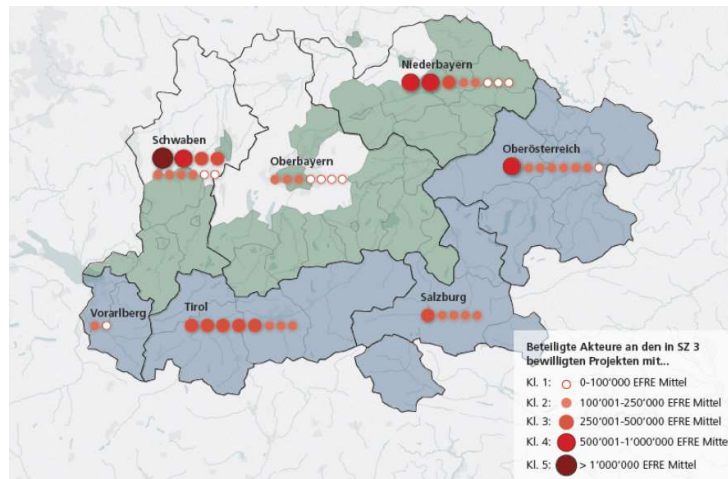 Niederbayern
Schwaben
Oberbayern
Oberösterreich
Vorarlberg
Tirol
Salzburg
Beteiligte Akteure an den in SZ 3
bewilligten Projekten mit...
Kl. 1: 0-100'000 EFRE Mittel
Kl. 2: 100'001-250'000 EFRE Mittel
Kl. 3: 250'001-500'000 EFRE Mittel
Kl. 4: 500'001-1'000'000 EFRE Mitte
Kl. 5: > 1'000'000 EFRE Mittel